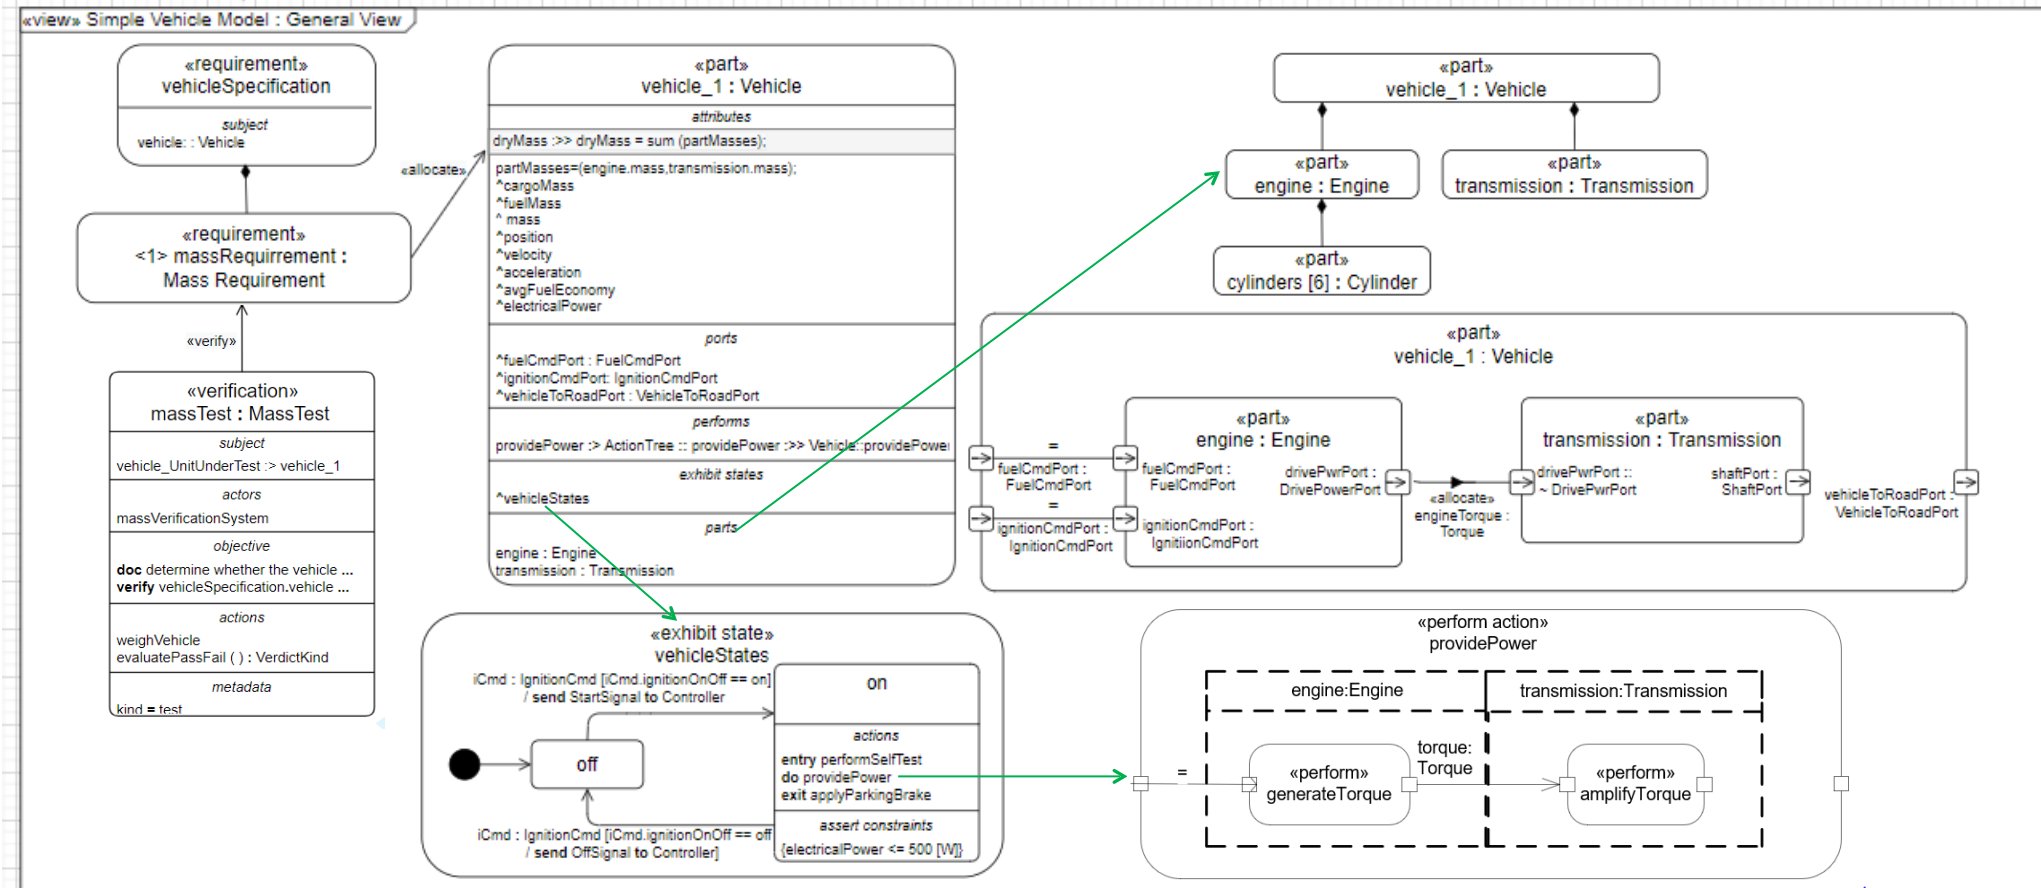 «view» Simple Vehicle Model : General View
«requirement»
vehicleSpecification
subject
vehicle: : Vehicle
«allocate»
«requirement»
<1> massRequirrement :
Mass Requirement
«verify»
«verification»
massTest : MassTest
subject
vehicle_UnitUnderTest :> vehicle_1
actors
massVerificationSystem
objective
doc determine whether the vehicle ...
verify vehicleSpecification.vehicle ...
actions
weighVehicle
evaluatePassFail ( ) : VerdictKind
metadata
kind = test
«part»
vehicle_1 : Vehicle
attributes
dryMass :>> dryMass = sum (partMasses);
partMasses=(engine.mass,transmission.mass);
^cargoMass
^fuelMass
^ mass
^position
^velocity
^acceleration
^avgFuelEconomy
^electricalPower
ports
^fuelCmdPort : FuelCmdPort
^ignitionCmdPort: IgnitionCmdPort
^vehicleToRoadPort : VehicleToRoadPort
performs
providePower :> ActionTree :: providePower :>> Vehicle::providePower
exhibit states
^vehicleStates
parts
engine : Engine
transmission : Transmission
«part»
vehicle_1 : Vehicle
«part»
engine : Engine
«part»
transmission : Transmission
«part»
cylinders [6] : Cylinder
«part»
vehicle_1 : Vehicle
«part»
engine : Engine
«part»
transmission : Transmission
=
fuelCmdPort :
FuelCmdPort
=
ignitionCmdPort :
IgnitionCmdPort
fuelCmdPort :
FuelCmdPort
ignitionCmdPort :
IgnitiionCmdPort
drivePwrPort :
DrivePowerPort
«allocate»
engineTorque :
Torque
drivePwrPort ::
~ DrivePwrPort
shaftPort :
ShaftPort
vehicleToRoadPort :
VehicleToRoadPort
«exhibit state»
vehicleStates
iCmd : IgnitionCmd [iCmd.ignitionOnOff == on]
/ send StartSignal to Controller
off
iCmd : IgnitionCmd [iCmd.ignitionOnOff == off
/ send OffSignal to Controller]
on
actions
entry performSelfTest
do providePower
exit applyParkingBrake
assert constraints
{electricalPower <= 500 [W]}
«perform action»
providePower
engine:Engine
transmission:Transmission
=
«perform»
generateTorque
torque:
Torque
«perform»
amplifyTorque